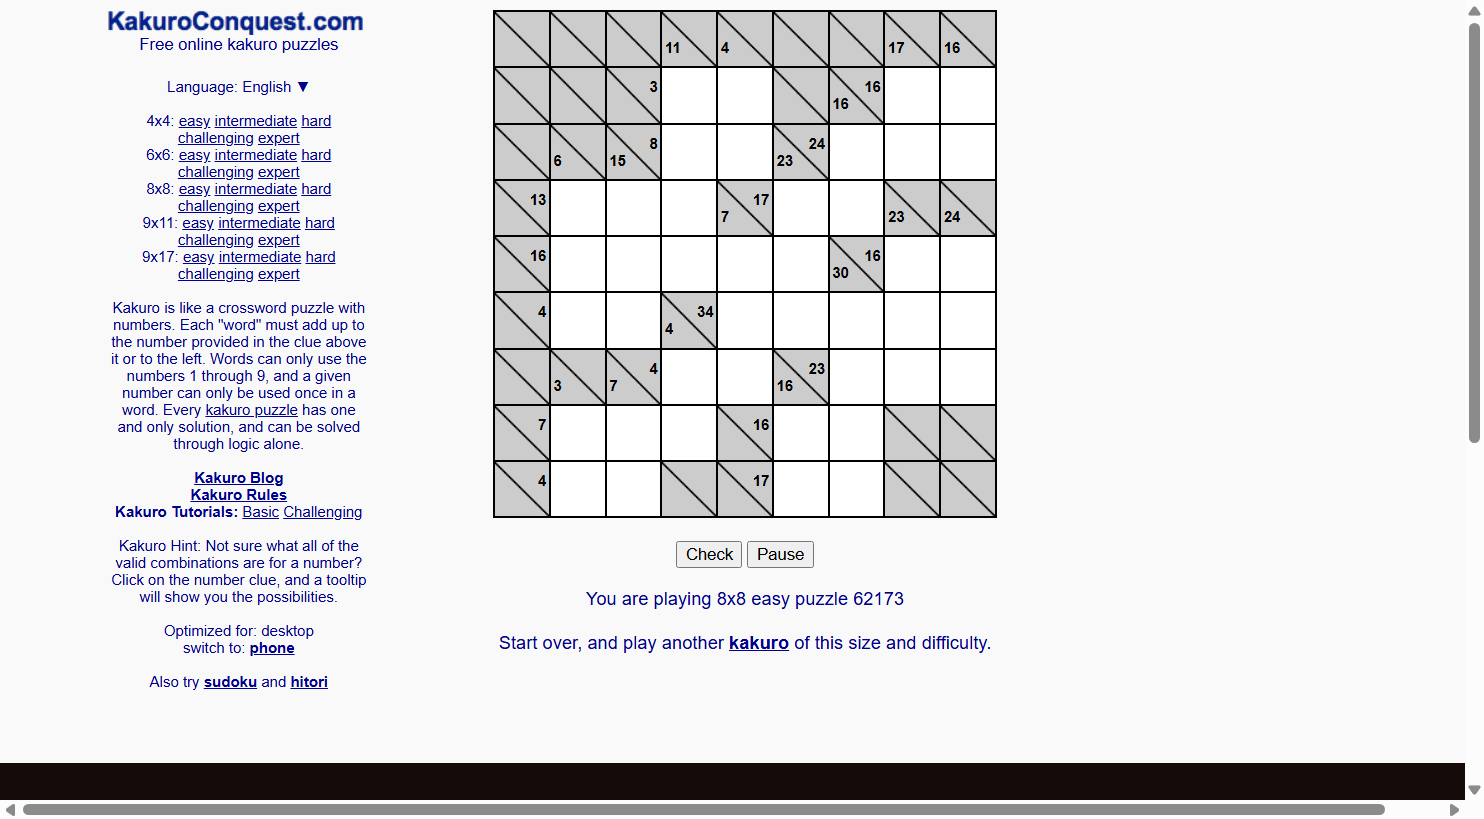 KakuroConquest.com
Free online kakuro puzzles
Language: English ▼
4x4: easy intermediate hard
challenging expert
6x6: easy intermediate hard
challenging expert
8x8: easy intermediate hard
challenging expert
9x11: easy intermediate hard
challenging expert
9x17: easy intermediate hard
challenging expert
Kakuro is like a crossword puzzle with
numbers. Each "word" must add up to
the number provided in the clue above
it or to the left. Words can only use the
numbers 1 through 9, and a given
number can only be used once in a
word. Every kakuro puzzle has one
and only solution, and can be solved
through logic alone.
Kakuro Blog
Kakuro Rules
Kakuro Tutorials: Basic Challenging
Kakuro Hint: Not sure what all of the
valid combinations are for a number?
Click on the number clue, and a tooltip
will show you the possibilities.
Optimized for: desktop
switch to: phone
Also try sudoku and hitori
11 4 17 16
3 16 16
6 15 8 23 24
13 7 17 23 24
16 30 16
4 4 34
3 7 4 16 23
7 16
4 17
Check Pause
You are playing 8x8 easy puzzle 62173
Start over, and play another kakuro of this size and difficulty.